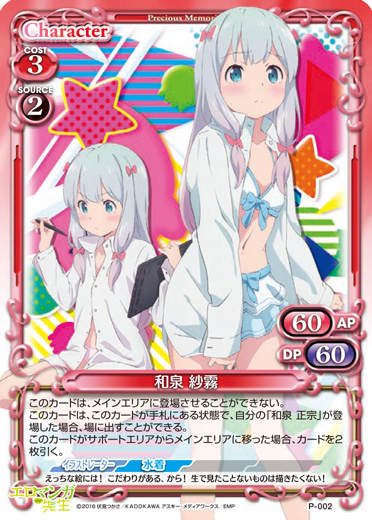 Precious Memor
Character
COST
3
SOURCE
2
60 AP
DP 60
和泉 紗霧
このカードは、メインエリアに登場させることができない。
このカードは、このカードが手札にある状態で、自分の「和泉 正宗」が登
場した場合、場に出すことができる。
このカードがサポートエリアからメインエリアに移った場合、カードを2
枚引く。
イラストレーター 水着
えっちな絵には！ こだわりがある、から！ 生で見たことないものは描きたくない！
エロマンガ
先生
©2016 伏見つかさ／KADOKAWA アスキー・メディアワークス／EMP
P-002